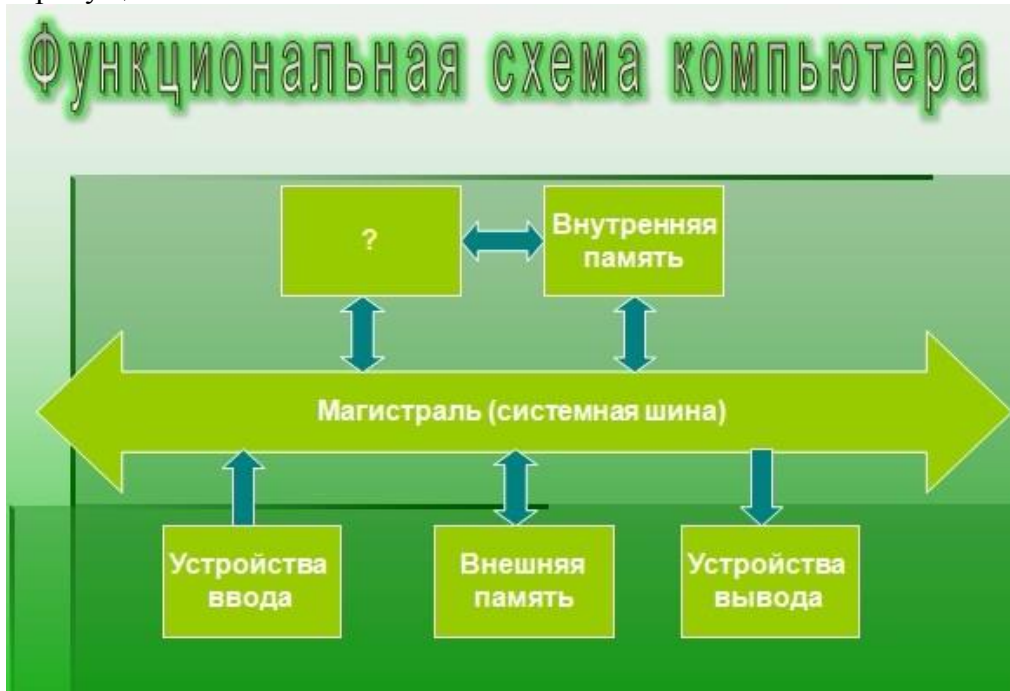 Функциональная схема компьютера
?
Внутренняя
память
Магистраль (системная шина)
Устройства
ввода
Внешняя
память
Устройства
вывода